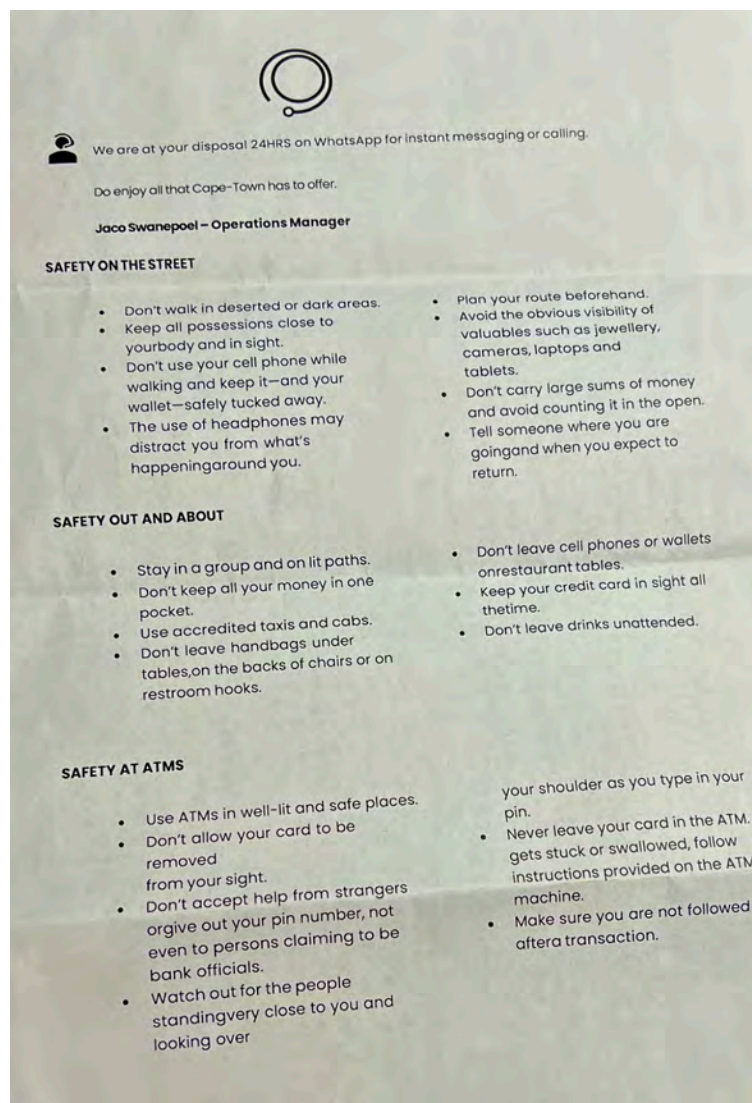 We are at your disposal 24HRS on WhatsApp for instant messaging or calling.
Do enjoy all that Cape-Town has to offer.
Jaco Swanepoel – Operations Manager
SAFETY ON THE STREET
• Don't walk in deserted or dark areas.
• Keep all possessions close to
yourbody and in sight.
• Don't use your cell phone while
walking and keep it—and your
wallet—safely tucked away.
• The use of headphones may
distract you from what's
happeningaround you.
• Plan your route beforehand.
• Avoid the obvious visibility of
valuables such as jewellery,
cameras, laptops and
tablets.
• Don't carry large sums of money
and avoid counting it in the open.
• Tell someone where you are
goingand when you expect to
return.
SAFETY OUT AND ABOUT
• Stay in a group and on lit paths.
• Don't keep all your money in one
pocket.
• Use accredited taxis and cabs.
• Don't leave handbags under
tables,on the backs of chairs or on
restroom hooks.
• Don't leave cell phones or wallets
onrestaurant tables.
• Keep your credit card in sight all
thetime.
• Don't leave drinks unattended.
SAFETY AT ATMS
• Use ATMs in well-lit and safe places.
• Don't allow your card to be
removed
from your sight.
• Don't accept help from strangers
orgive out your pin number, not
even to persons claiming to be
bank officials.
• Watch out for the people
standingvery close to you and
looking over
your shoulder as you type in your
pin.
• Never leave your card in the ATM.
gets stuck or swallowed, follow
instructions provided on the ATM
machine.
• Make sure you are not followed
aftera transaction.